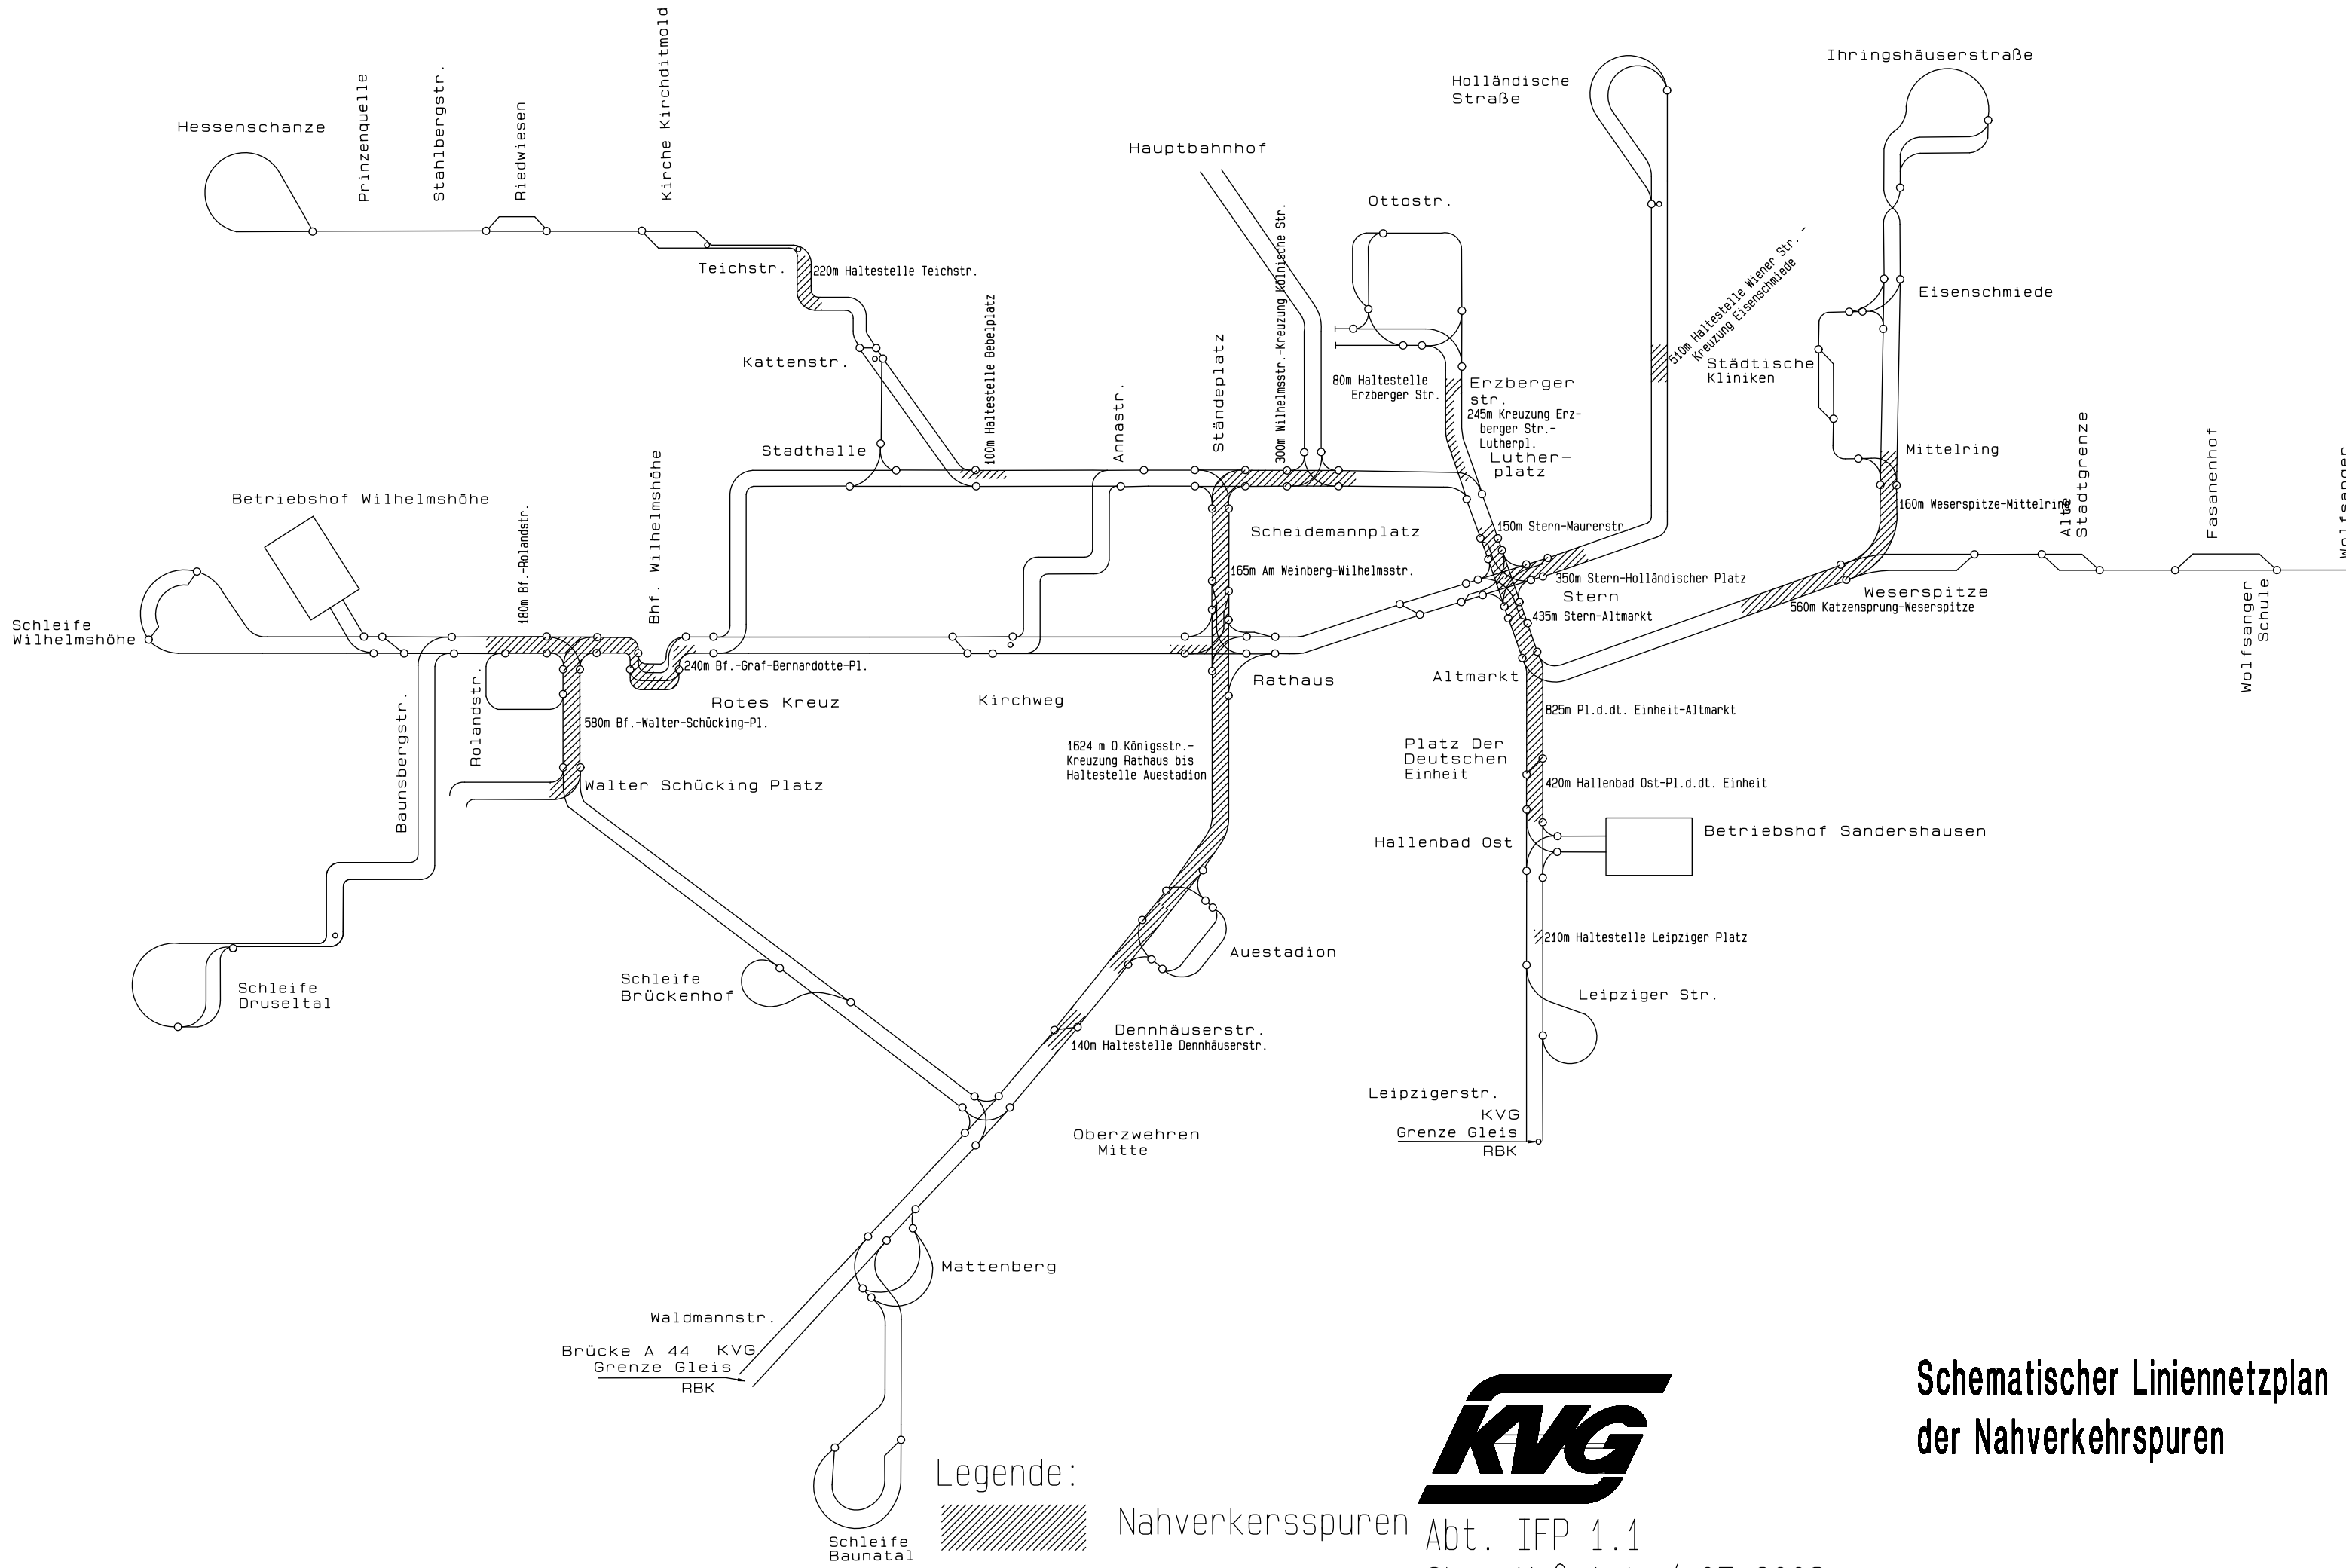 Ihringshäuserstraße
Holländische
Straße
Hessenschanze
Prinzenquelle
Stahlbergstr.
Riedwiesen
Kirche Kirchditmold
Hauptbahnhof
Ottostr.
Teichstr.
220m Haltestelle Teichstr.
510m Haltestelle Wiener Str. -
Kreuzung Eisenschmiede
Eisenschmiede
Kattenstr.
100m Haltestelle Bebelplatz
Annastr.
Ständeplatz
300m Wilhelmsstr.-Kreuzung Kölnische Str.
80m Haltestelle
Erzberger Str.
Erzberger
str.
245m Kreuzung Erz-
berger Str.-
Lutherpl.
Luther-
platz
Städtische
Kliniken
Stadthalle
Mittelring
160m Weserspitze-Mittelring
Alte
Stadtgrenze
Fasanenhof
Betriebshof Wilhelmshöhe
180m Bf.-Rolandstr.
Bhf. Wilhelmshöhe
Scheidemannplatz
150m Stern-Maurerstr.
165m Am Weinberg-Wilhelmsstr.
350m Stern-Holländischer Platz
Stern
435m Stern-Altmarkt
Weserspitze
560m Katzensprung-Weserspitze
Wolfsanger
Schule
Schleife
Wilhelmshöhe
240m Bf.-Graf-Bernardotte-Pl.
Rotes Kreuz
Kirchweg
Rathaus
Altmarkt
Baunsbergstr.
Rolandstr.
580m Bf.-Walter-Schücking-Pl.
825m Pl.d.dt. Einheit-Altmarkt
1624 m O.Königsstr.-
Kreuzung Rathaus bis
Haltestelle Auestadion
Platz Der
Deutschen
Einheit
Walter Schücking Platz
420m Hallenbad Ost-Pl.d.dt. Einheit
Hallenbad Ost
Betriebshof Sandershausen
210m Haltestelle Leipziger Platz
Auestadion
Schleife
Druseltal
Schleife
Brückenhof
Leipziger Str.
Dennhäuserstr.
140m Haltestelle Dennhäuserstr.
Leipzigerstr.
KVG
Grenze Gleis
RBK
Oberzwehren
Mitte
Mattenberg
Waldmannstr.
Brücke A 44 KVG
Grenze Gleis
RBK
Schleife
Baunatal
Legende:
Nahverkersspuren
KVG
Abt. IFP 1.1
Schematischer Liniennetzplan
der Nahverkehrspuren